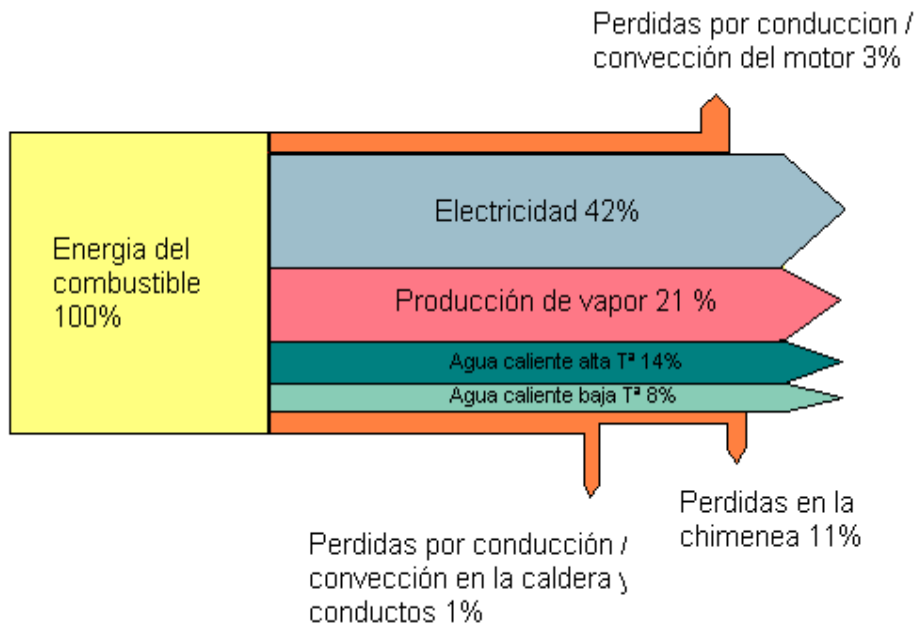 Perdidas por conduccion /
convección del motor 3%
Electricidad 42%
Energia del
combustible
100%
Producción de vapor 21 %
Agua caliente alta Tª 14%
Agua caliente baja Tª 8%
Perdidas en la
chimenea 11%
Perdidas por conducción /
convección en la caldera y
conductos 1%